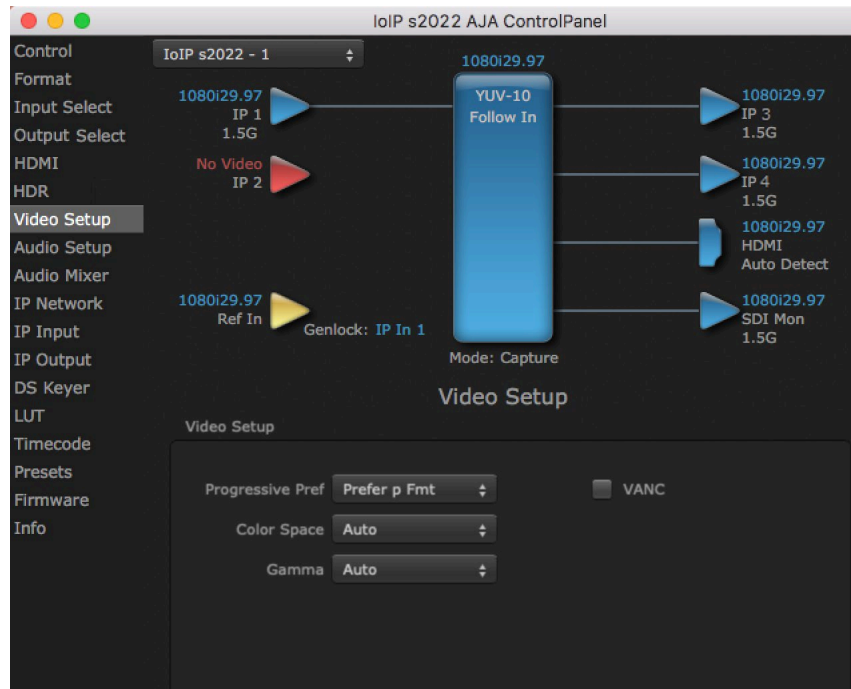 IoIP s2022 AJA ControlPanel
Control
Format
Input Select
Output Select
HDMI
HDR
Video Setup
Audio Setup
Audio Mixer
IP Network
IP Input
IP Output
DS Keyer
LUT
Timecode
Presets
Firmware
Info
IoIP s2022 - 1
1080i29.97
IP 1
1.5G
No Video
IP 2
1080i29.97
Ref In
Genlock: IP In 1
1080i29.97
YUV-10
Follow In
Mode: Capture
1080i29.97
IP 3
1.5G
1080i29.97
IP 4
1.5G
1080i29.97
HDMI
Auto Detect
1080i29.97
SDI Mon
1.5G
Video Setup
Video Setup
Progressive Pref Prefer p Fmt
VANC
Color Space Auto
Gamma Auto